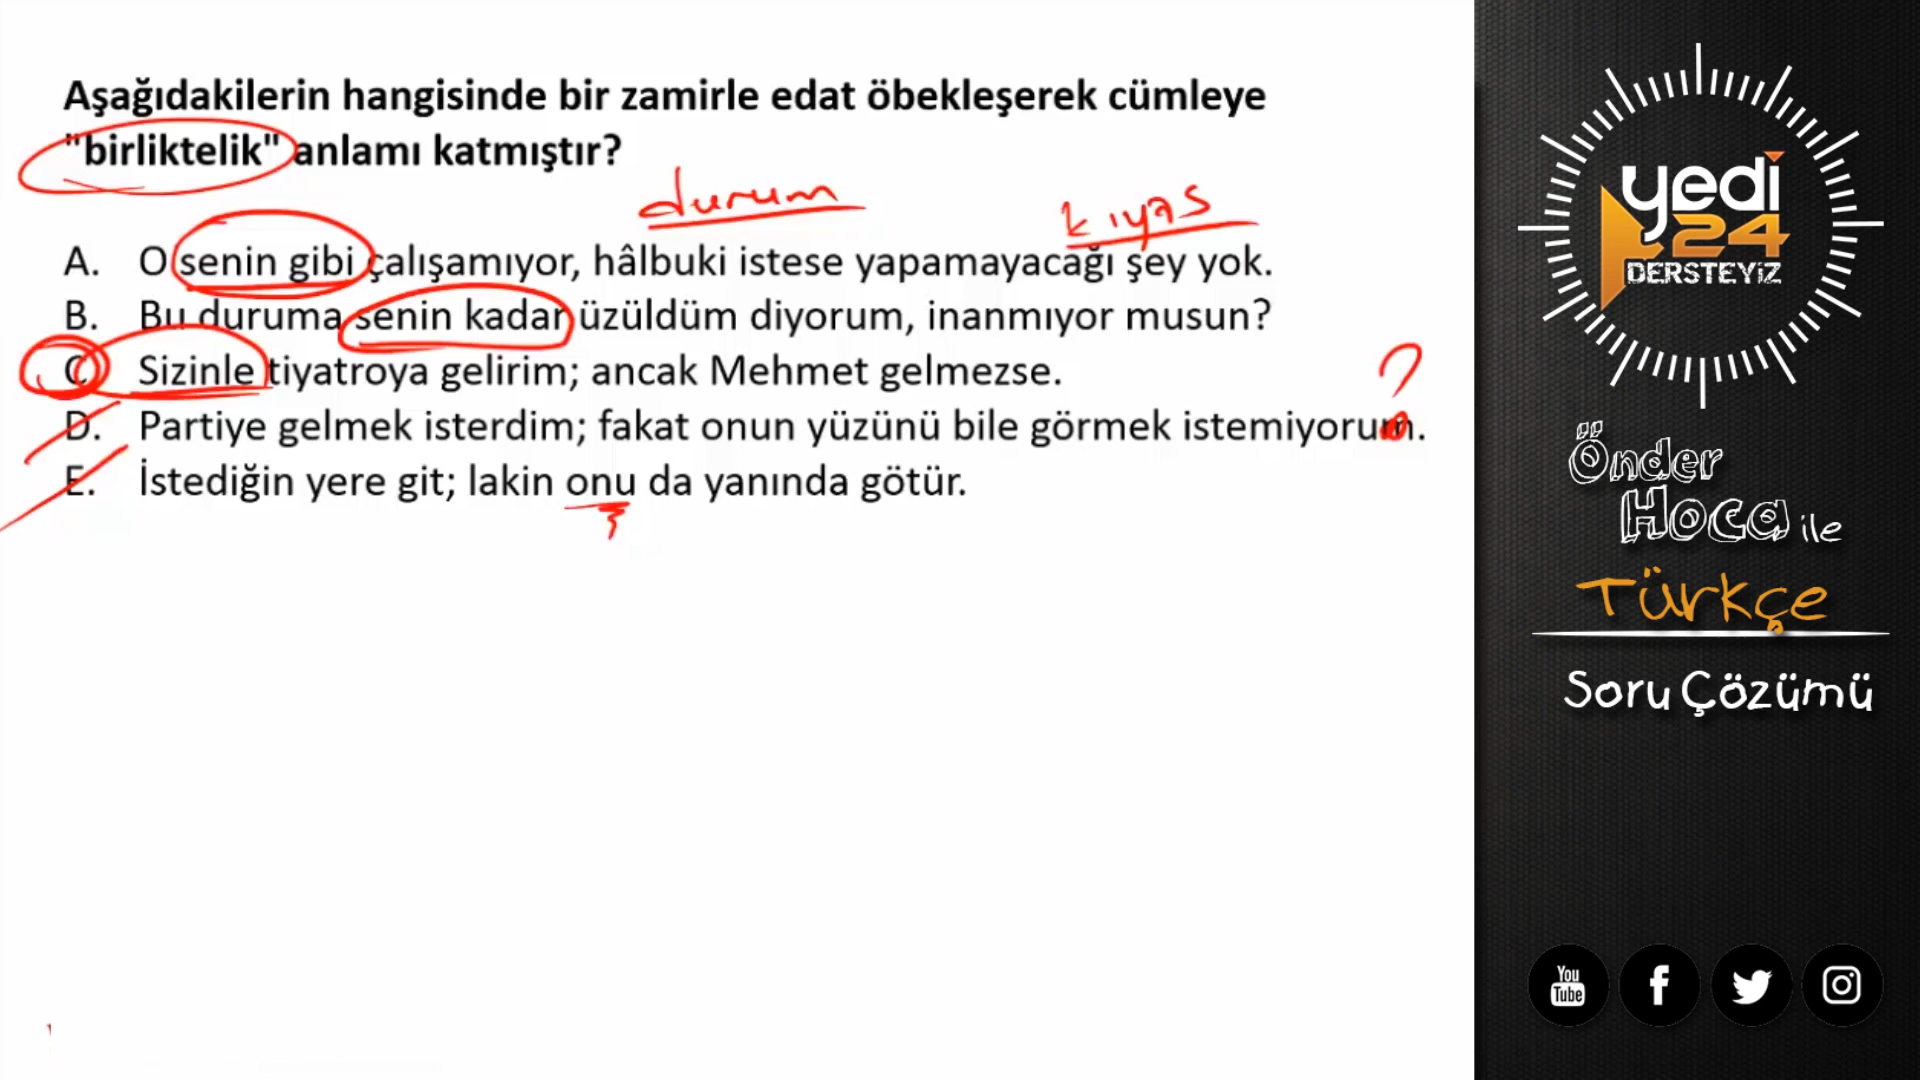 Aşağıdakilerin hangisinde bir zamirle edat öbekleşerek cümleye
"birliktelik" anlamı katmıştır?
durum
kıyas
A. O senin gibi çalışamıyor, hâlbuki istese yapamayacağı şey yok.
B. Bu duruma senin kadar üzüldüm diyorum, inanmıyor musun?
C. Sizinle tiyatroya gelirim; ancak Mehmet gelmezse.
?
D. Partiye gelmek isterdim; fakat onun yüzünü bile görmek istemiyorum.
E. İstediğin yere git; lakin onu da yanında götür.
yedi
24
DERSTEYİZ
Önder
Hoca ile
Türkçe
Soru Çözümü
You
Tube